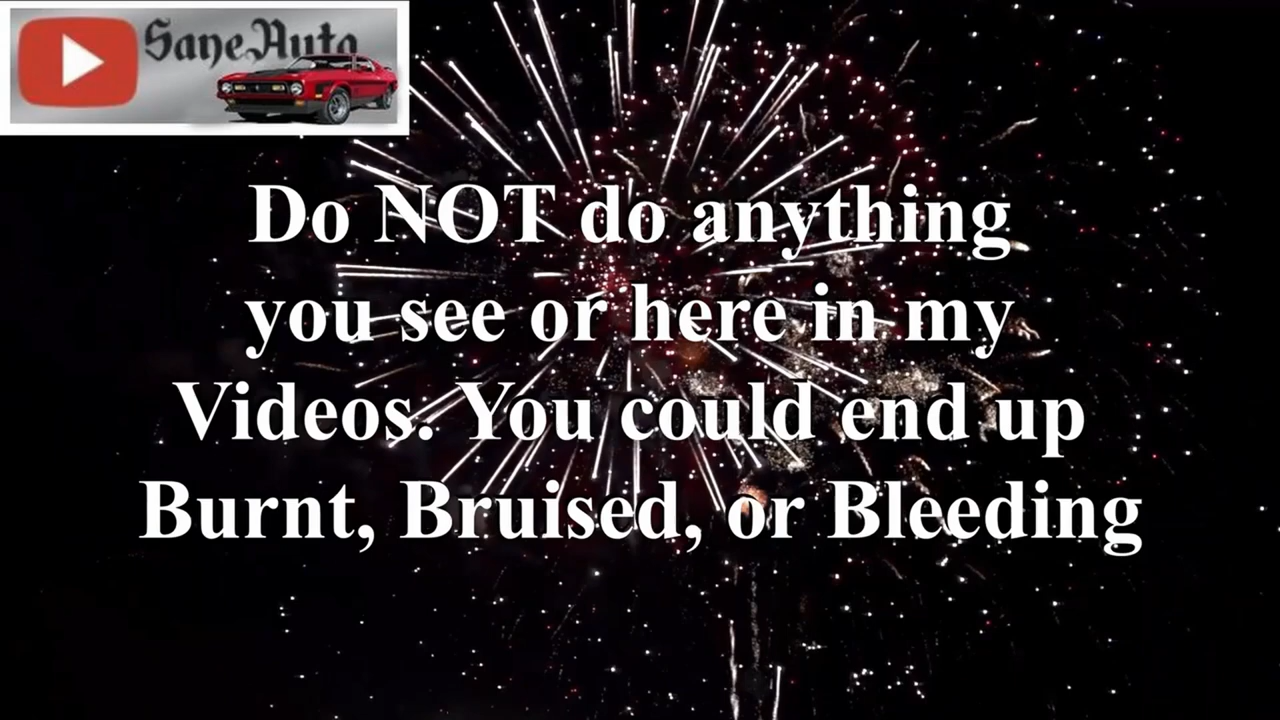 SaneAuto
Do NOT do anything
you see or here in my
Videos. You could end up
Burnt, Bruised, or Bleeding